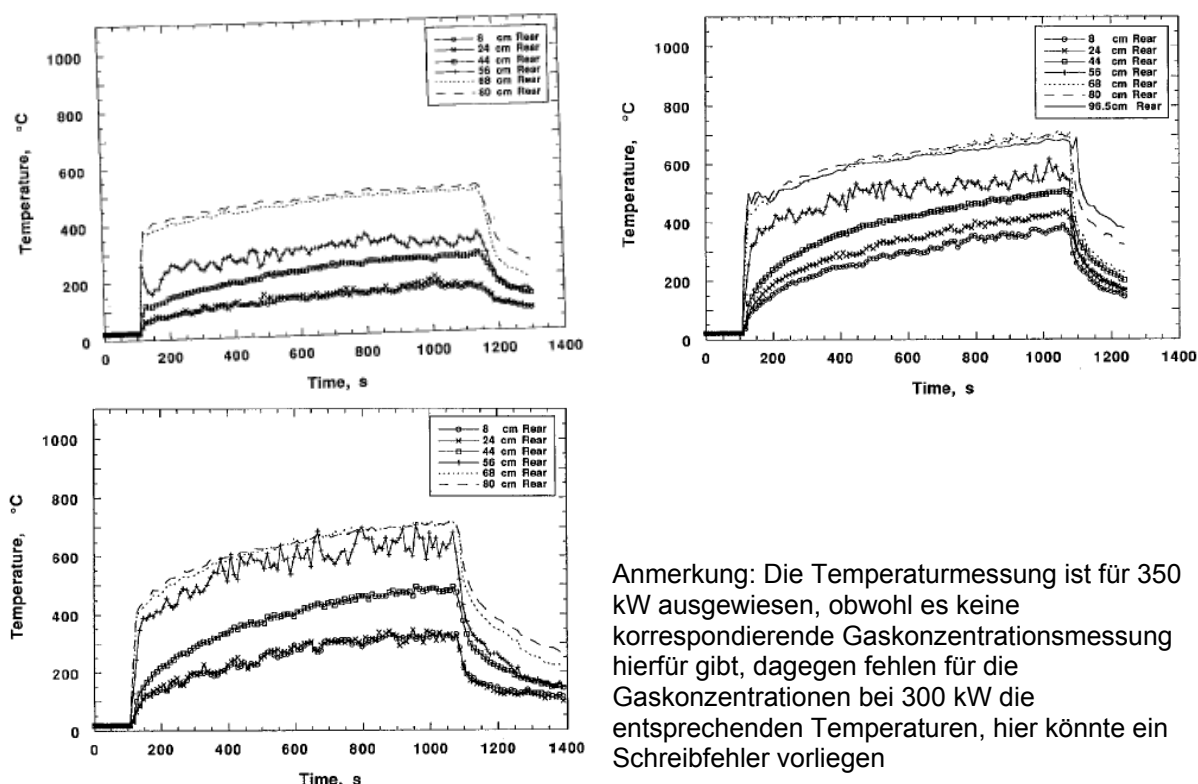 1000
800
600
400
200
0
Temperature, °C
8 cm Rear
24 cm Rear
44 cm Rear
56 cm Rear
68 cm Rear
80 cm Rear
0 200 400 600 800 1000 1200 1400
Time, s
1000
800
600
400
200
0
Temperature, °C
8 cm Rear
24 cm Rear
44 cm Rear
56 cm Rear
68 cm Rear
80 cm Rear
96.5cm Rear
0 200 400 600 800 1000 1200 1400
Time, s
1000
800
600
400
200
0
Temperature, °C
8 cm Rear
24 cm Rear
44 cm Rear
56 cm Rear
68 cm Rear
80 cm Rear
0 200 400 600 800 1000 1200 1400
Time, s
Anmerkung: Die Temperaturmessung ist für 350
kW ausgewiesen, obwohl es keine
korrespondierende Gaskonzentrationsmessung
hierfür gibt, dagegen fehlen für die
Gaskonzentrationen bei 300 kW die
entsprechenden Temperaturen, hier könnte ein
Schreibfehler vorliegen